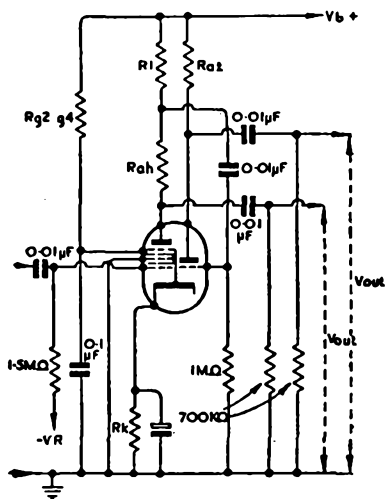 Vb +
R1
Rat
Rg2 g4
0·01μF
0·01μF
Rah
0·01
μF
0·01μF
Vout
Vout
0·1
μF
1·5MΩ
1MΩ
-VR
Rk
700KΩ